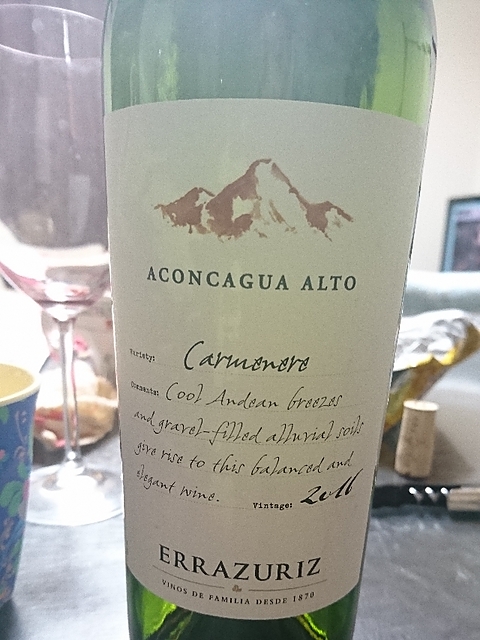 ACONCAGUA ALTO
Variety: Carmenere
Comments: Cool Andean breezes
and gravel-filled alluvial soils
give rise to this balanced and
elegant wine. Vintage: 2016
ERRAZURIZ
VINOS DE FAMILIA DESDE 1870